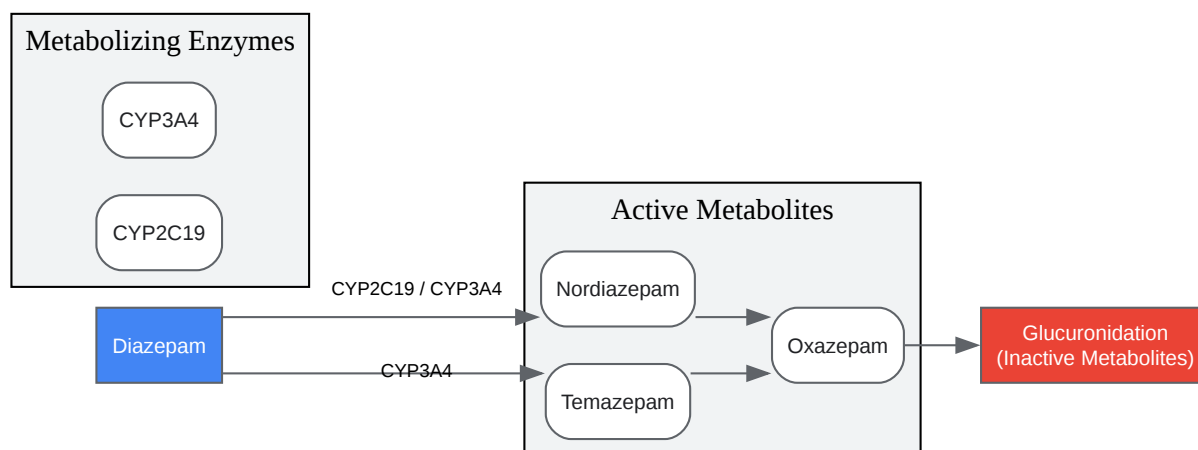 Metabolizing Enzymes
CYP3A4
CYP2C19
Active Metabolites
CYP2C19 / CYP3A4
Nordiazepam
Diazepam
Oxazepam
Glucuronidation
(Inactive Metabolites)
CYP3A4
Temazepam